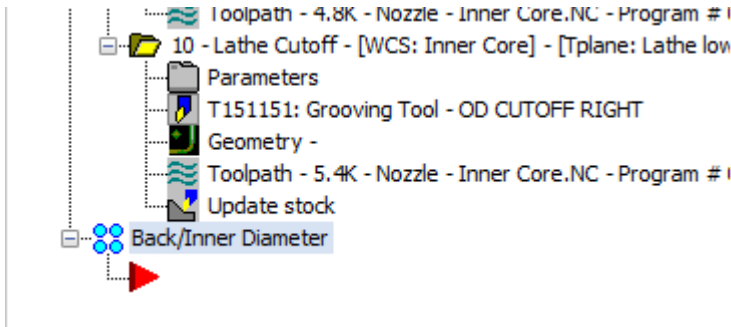 Toolpath - 4.8K - Nozzle - Inner Core.NC - Program #
10 - Lathe Cutoff - [WCS: Inner Core] - [Tplane: Lathe low
Parameters
T151151: Grooving Tool - OD CUTOFF RIGHT
Geometry -
Toolpath - 5.4K - Nozzle - Inner Core.NC - Program #
Update stock
Back/Inner Diameter